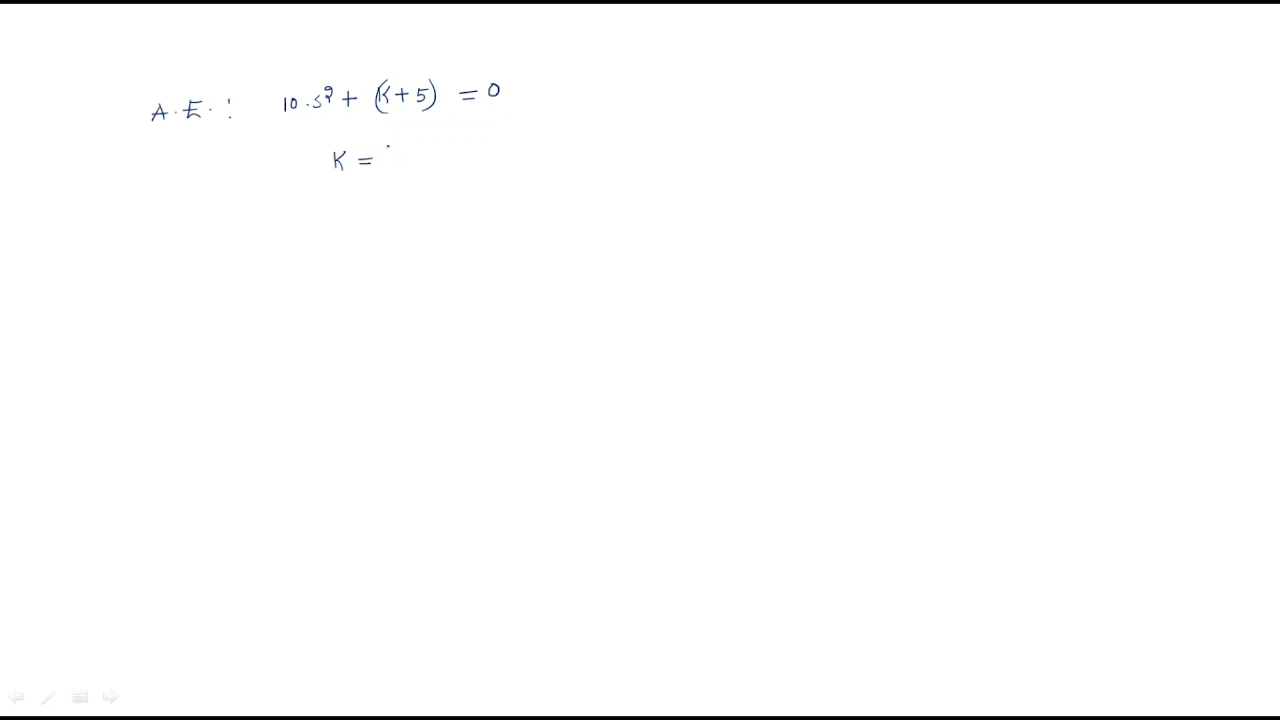 A.E.: 10.s² + (K+5) = 0
K =